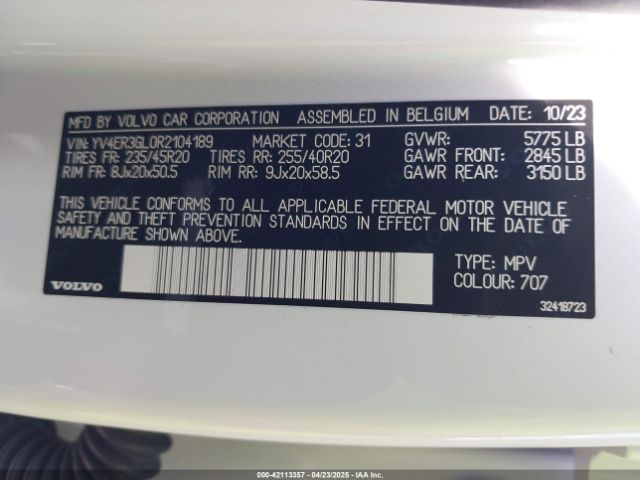 MFD BY VOLVO CAR CORPORATION ASSEMBLED IN BELGIUM DATE: 10/23
VIN: YV4ER3GL0R2104189 MARKET CODE: 31 GVWR: 5775 LB
TIRES FR: 235/45R20 TIRES RR: 255/40R20 GAWR FRONT: 2845 LB
RIM FR: 8Jx20x50.5 RIM RR: 9Jx20x58.5 GAWR REAR: 3150 LB
THIS VEHICLE CONFORMS TO ALL APPLICABLE FEDERAL MOTOR VEHICLE
SAFETY AND THEFT PREVENTION STANDARDS IN EFFECT ON THE DATE OF
MANUFACTURE SHOWN ABOVE.
TYPE: MPV
COLOUR: 707
VOLVO
32418723
000-42113357 - 04/23/2025 - Copyright IAA, Inc.